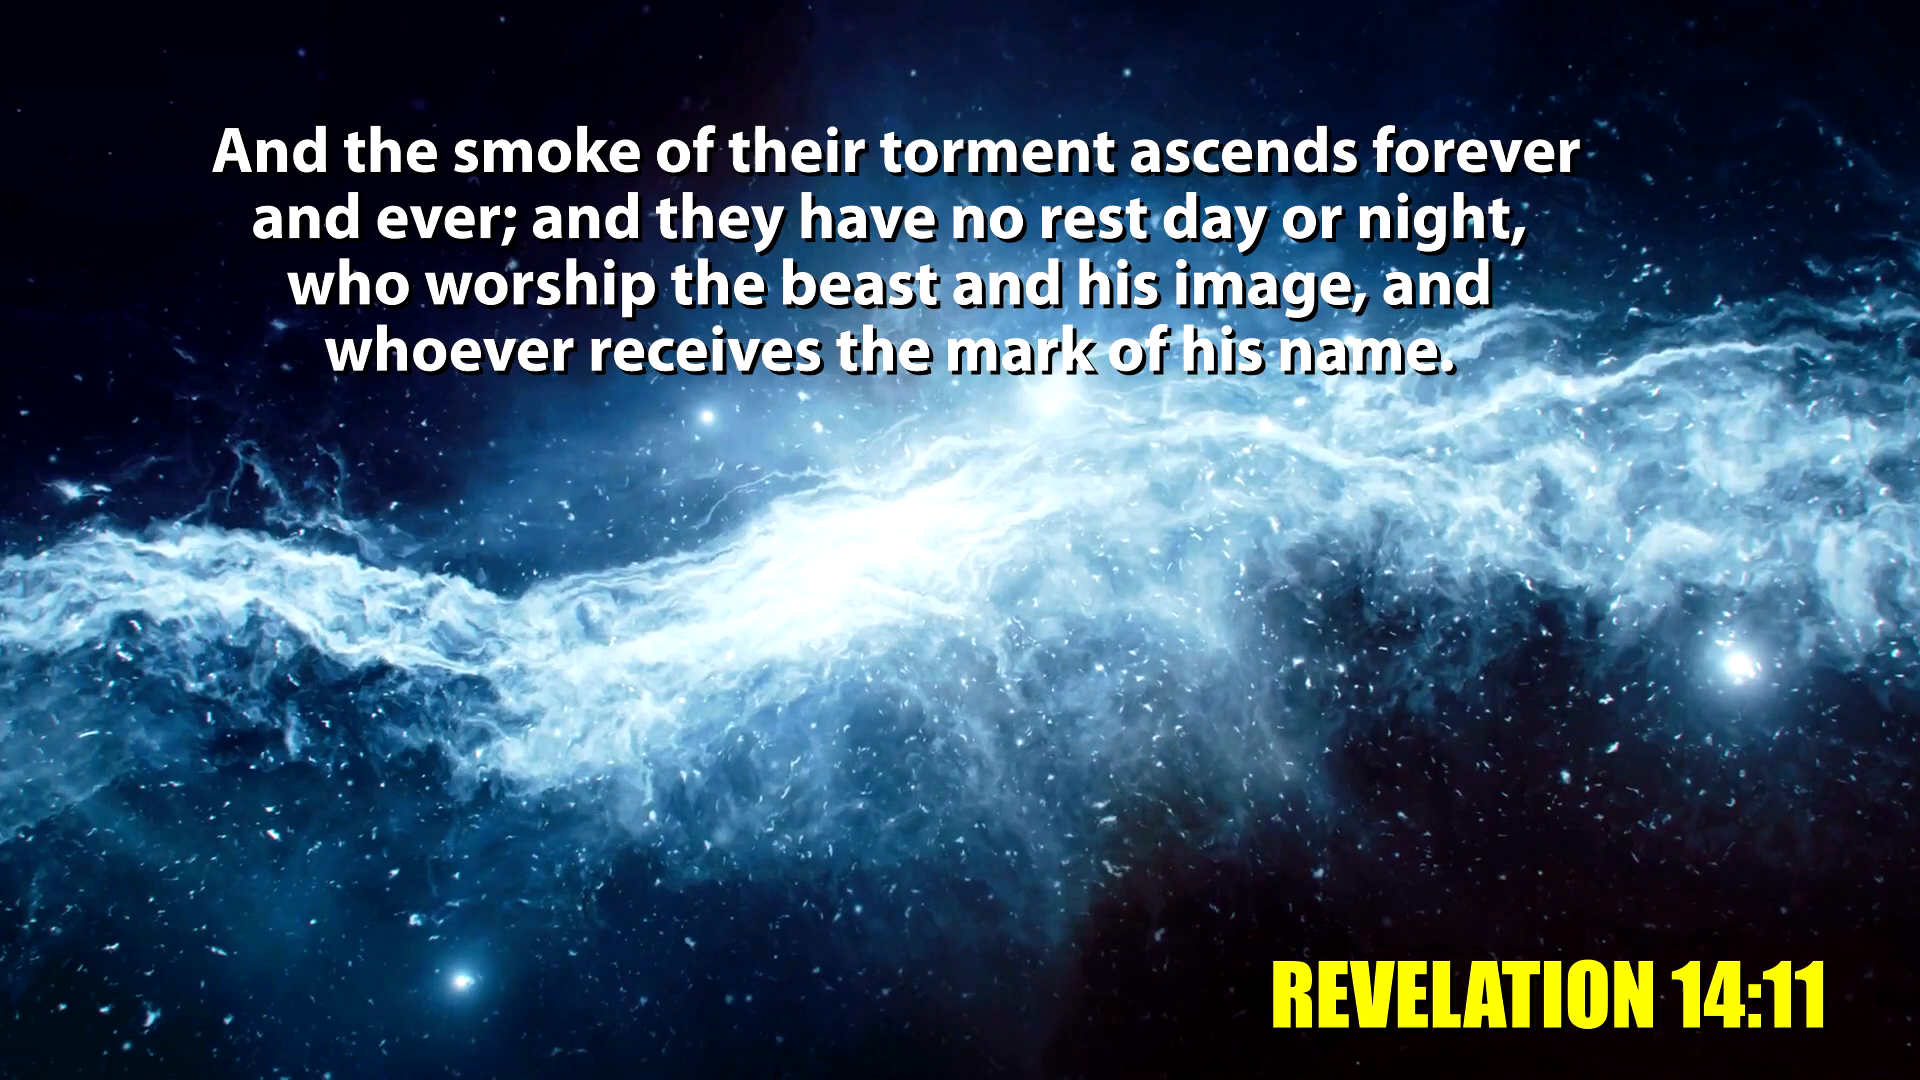 And the smoke of their torment ascends forever
and ever; and they have no rest day or night,
who worship the beast and his image, and
whoever receives the mark of his name.
REVELATION 14:11